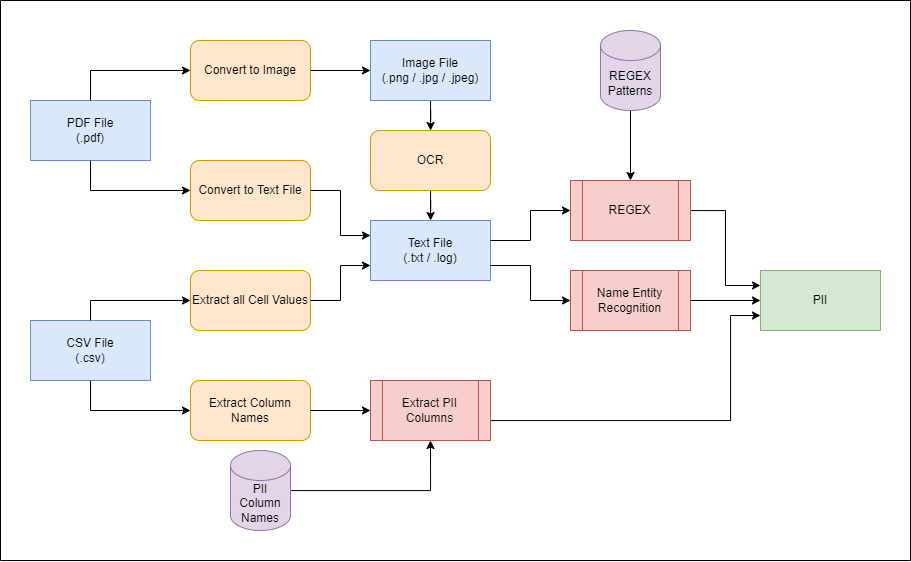 Convert to Image
Image File
(.png / .jpg / .jpeg)
REGEX
Patterns
PDF File
(.pdf)
OCR
Convert to Text File
REGEX
Text File
(.txt / .log)
Extract all Cell Values
Name Entity
Recognition
PII
CSV File
(.csv)
Extract Column
Names
Extract PII
Columns
PII
Column
Names